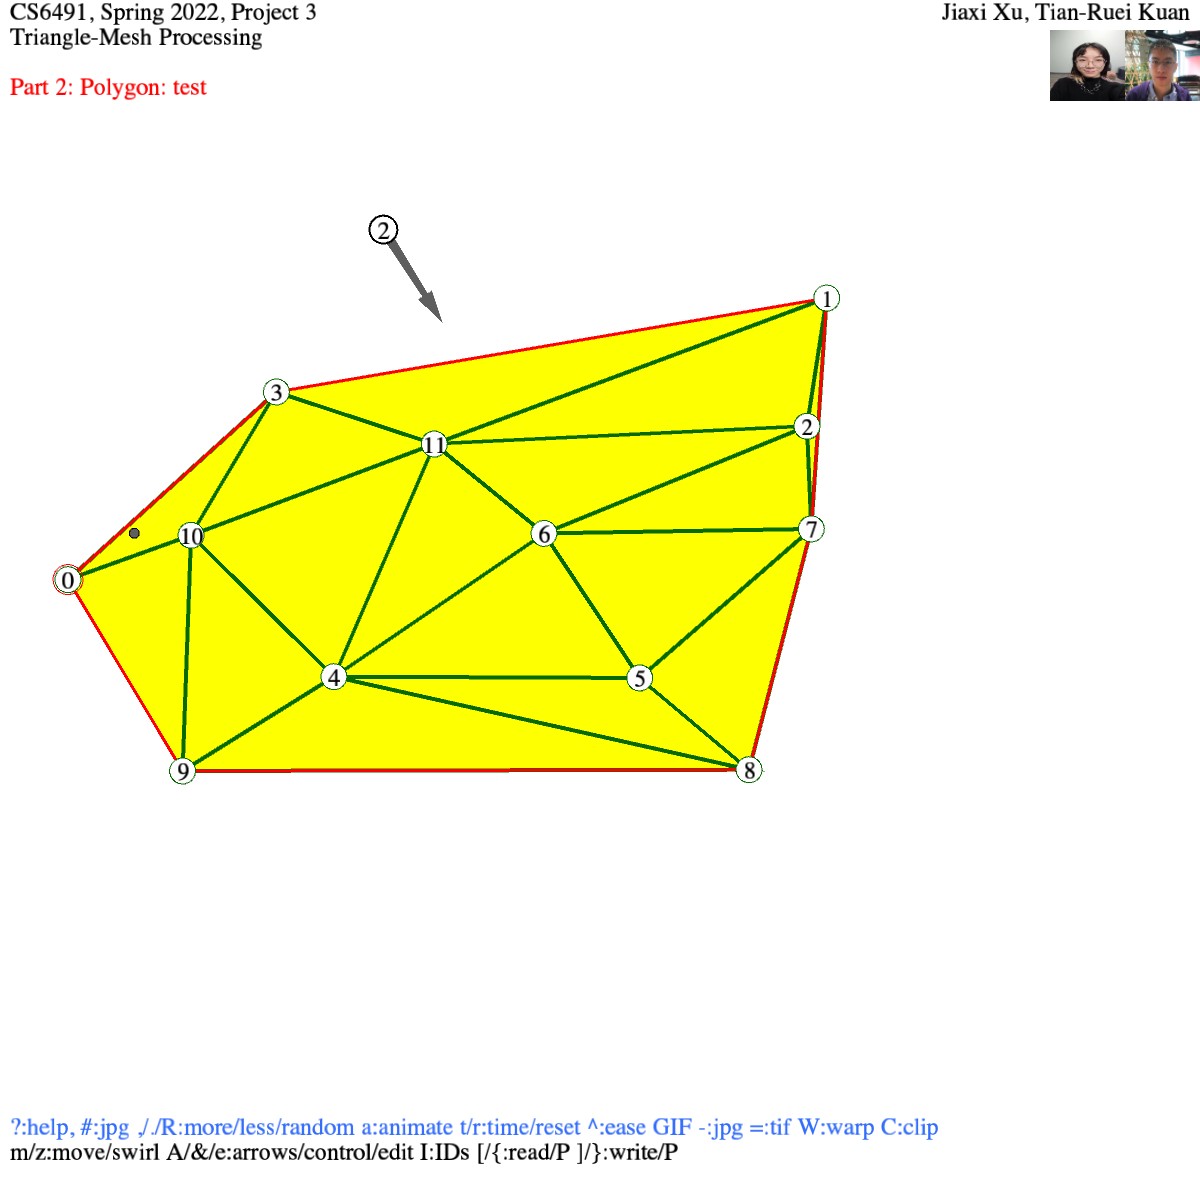 CS6491, Spring 2022, Project 3
Jiaxi Xu, Tian-Ruei Kuan
Triangle-Mesh Processing
Part 2: Polygon: test
2
1
3
2
11
7
6
10
0
4
5
9
8
?:help, #:jpg ,/./R:more/less/random a:animate t/r:time/reset ^:ease GIF -:jpg =:tif W:warp C:clip
m/z:move/swirl A/&/e:arrows/control/edit I:IDs [/{:read/P ]/}:write/P